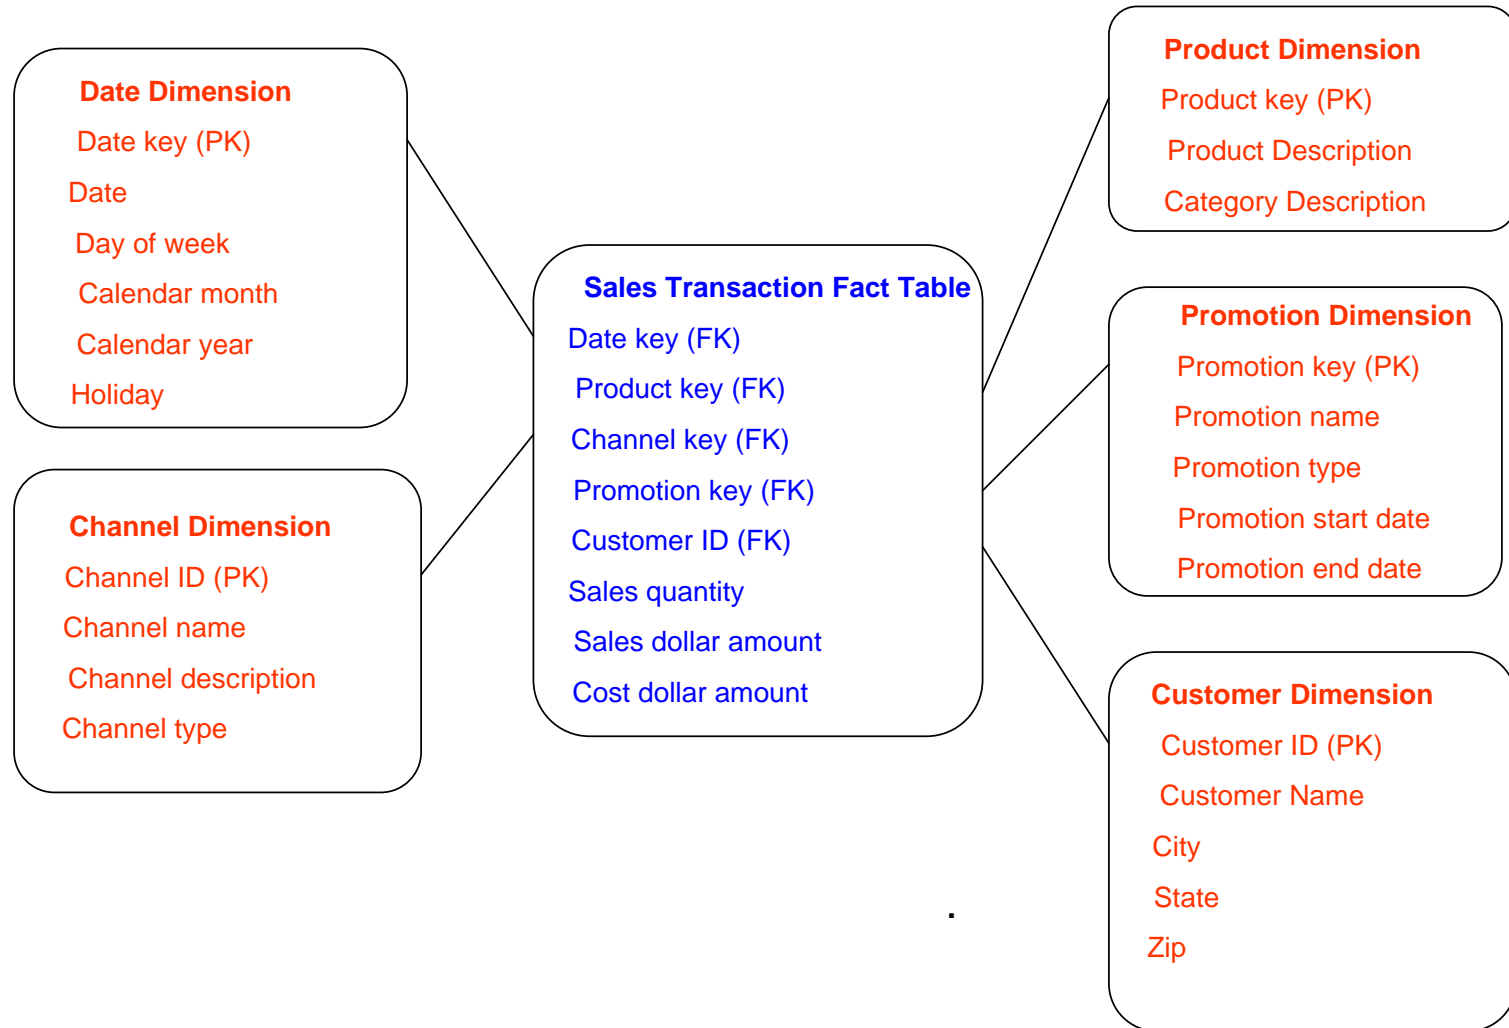 Date Dimension
Date key (PK)
Date
Day of week
Calendar month
Calendar year
Holiday
Channel Dimension
Channel ID (PK)
Channel name
Channel description
Channel type
Sales Transaction Fact Table
Date key (FK)
Product key (FK)
Channel key (FK)
Promotion key (FK)
Customer ID (FK)
Sales quantity
Sales dollar amount
Cost dollar amount
.
Product Dimension
Product key (PK)
Product Description
Category Description
Promotion Dimension
Promotion key (PK)
Promotion name
Promotion type
Promotion start date
Promotion end date
Customer Dimension
Customer ID (PK)
Customer Name
City
State
Zip